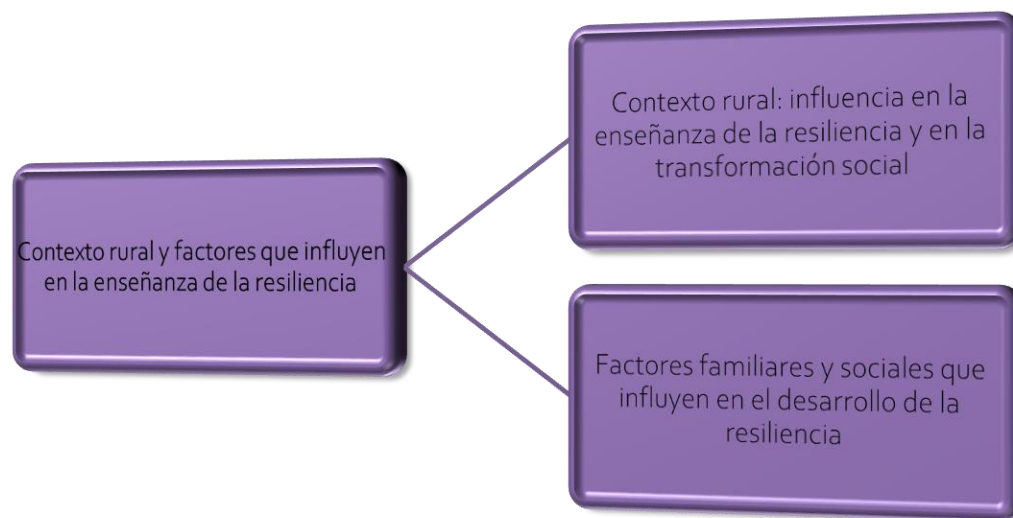 Contexto rural y factores que influyen
en la enseñanza de la resiliencia
Contexto rural: influencia en la
enseñanza de la resiliencia y en la
transformación social
Factores familiares y sociales que
influyen en el desarrollo de la
resiliencia